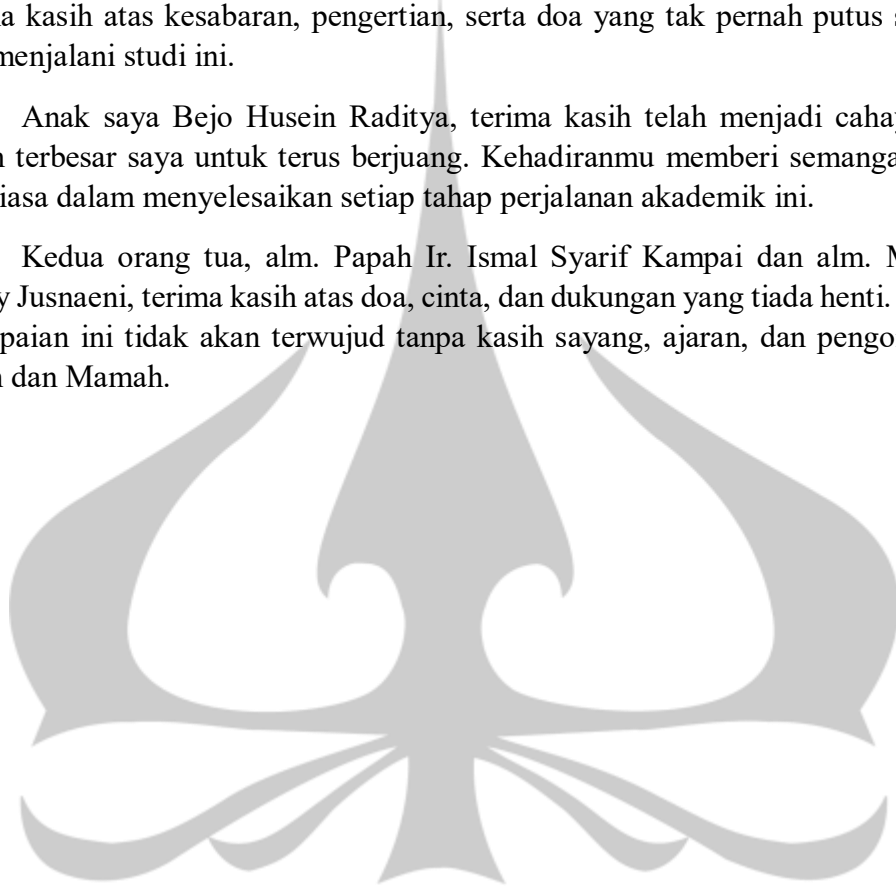 a kasih atas kesabaran, pengertian, serta doa yang tak pernah putus
menjalani studi ini.
Anak saya Bejo Husein Raditya, terima kasih telah menjadi caha
n terbesar saya untuk terus berjuang. Kehadiranmu memberi semanga
iasa dalam menyelesaikan setiap tahap perjalanan akademik ini.
Kedua orang tua, alm. Papah Ir. Ismal Syarif Kampai dan alm. M
y Jusnaeni, terima kasih atas doa, cinta, dan dukungan yang tiada henti.
paian ini tidak akan terwujud tanpa kasih sayang, ajaran, dan pengo
n dan Mamah.